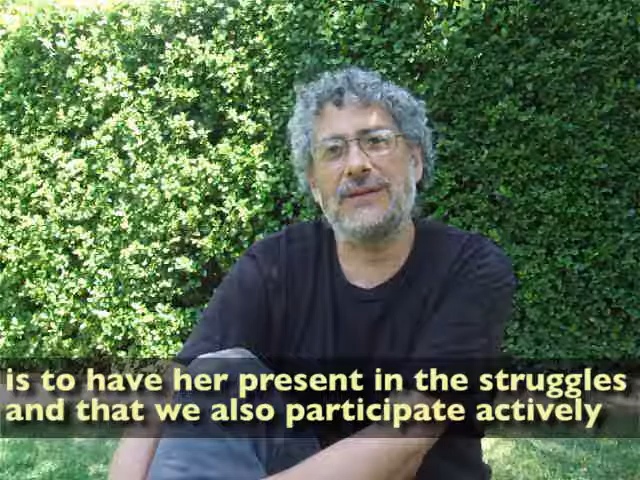 is to have her present in the struggles
and that we also participate actively